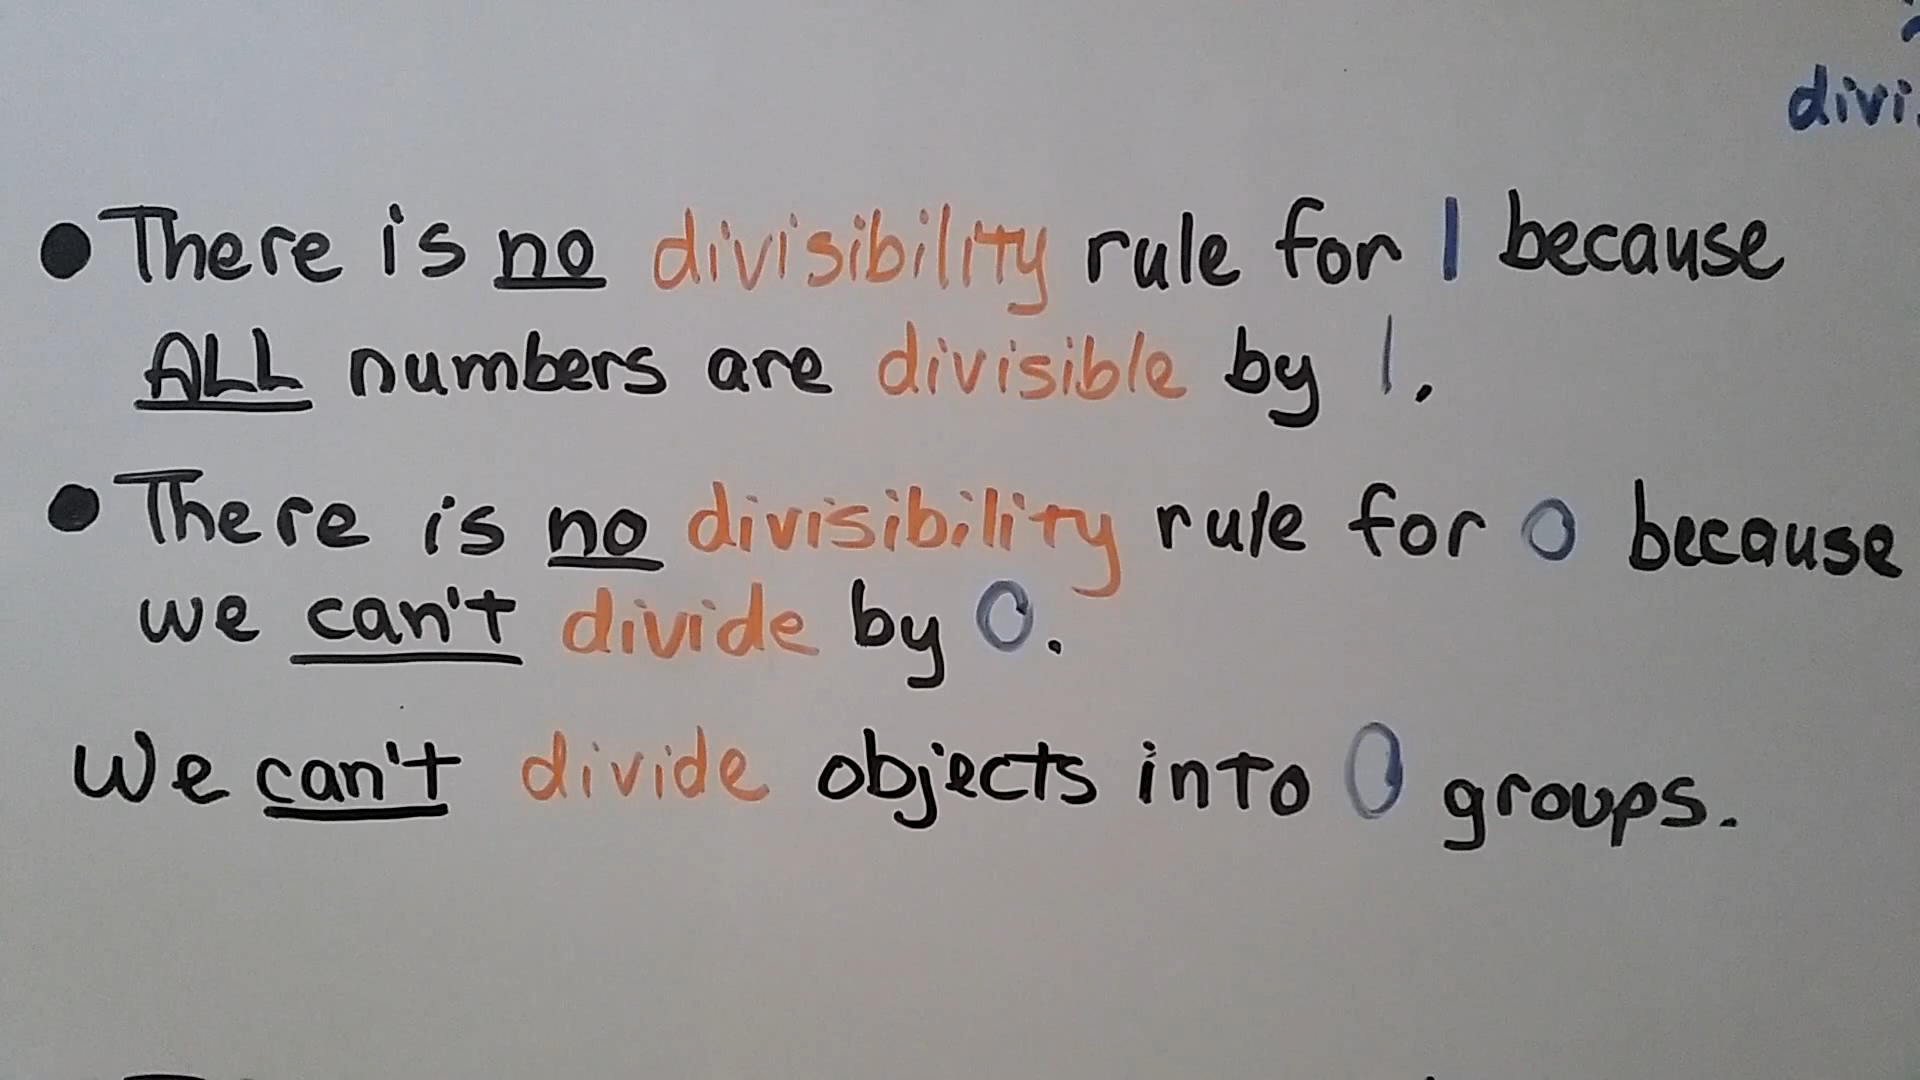 divi
● There is no divisibility rule for 1 because
ALL numbers are divisible by 1.
● There is no divisibility rule for 0 because
we can't divide by 0.
We can't divide objects into 0 groups.